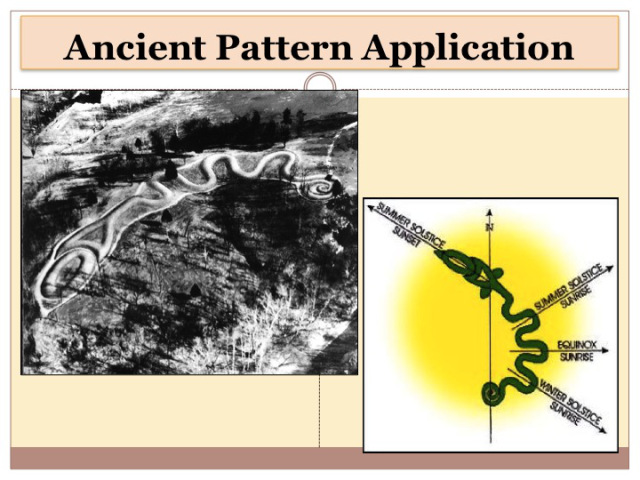 Ancient Pattern Application
SUMMER SOLSTICE
SUNSET
N
SUMMER SOLSTICE
SUNRISE
EQUINOX
SUNRISE
WINTER SOLSTICE
SUNRISE